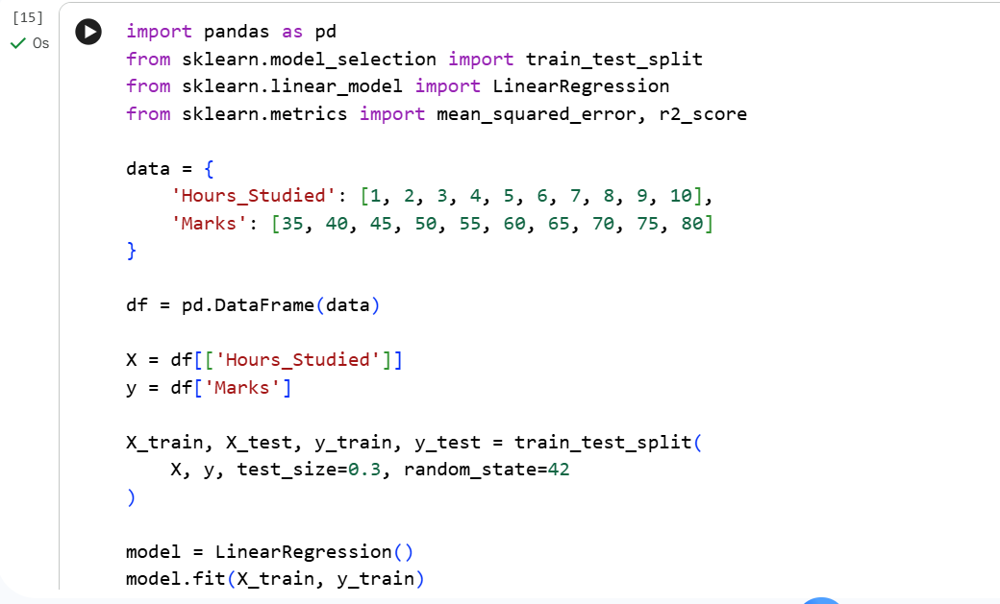 [15]
0s
import pandas as pd
from sklearn.model_selection import train_test_split
from sklearn.linear_model import LinearRegression
from sklearn.metrics import mean_squared_error, r2_score

data = {
    'Hours_Studied': [1, 2, 3, 4, 5, 6, 7, 8, 9, 10],
    'Marks': [35, 40, 45, 50, 55, 60, 65, 70, 75, 80]
}

df = pd.DataFrame(data)

X = df[['Hours_Studied']]
y = df['Marks']

X_train, X_test, y_train, y_test = train_test_split(
    X, y, test_size=0.3, random_state=42
)

model = LinearRegression()
model.fit(X_train, y_train)